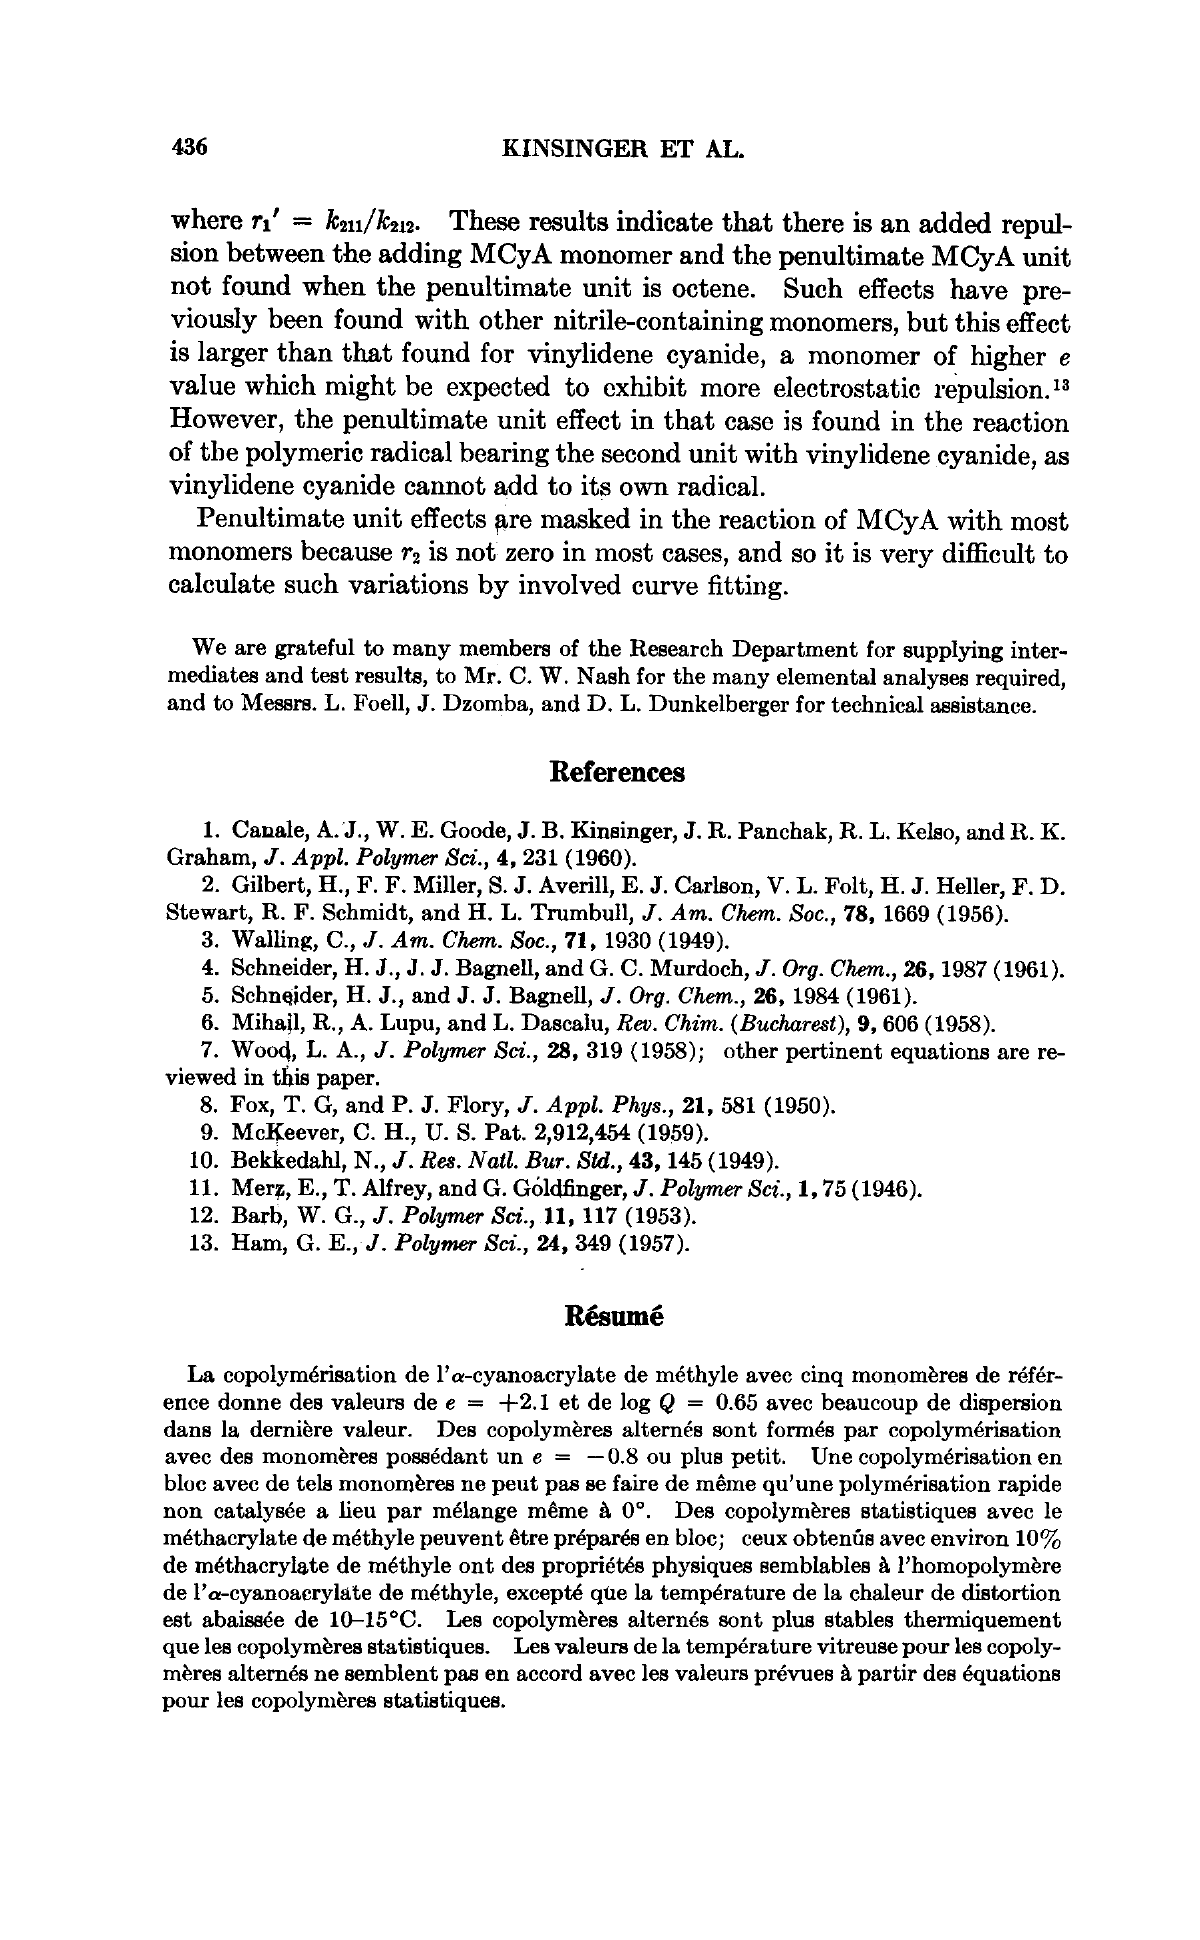 436 KINSINGER ET AL.
where r₁′ = k₂₁₁/k₂₁₂. These results indicate that there is an added repul-
sion between the adding MCyA monomer and the penultimate MCyA unit
not found when the penultimate unit is octene. Such effects have pre-
viously been found with other nitrile-containing monomers, but this effect
is larger than that found for vinylidene cyanide, a monomer of higher e
value which might be expected to exhibit more electrostatic repulsion.¹³
However, the penultimate unit effect in that case is found in the reaction
of the polymeric radical bearing the second unit with vinylidene cyanide, as
vinylidene cyanide cannot add to its own radical.
Penultimate unit effects are masked in the reaction of MCyA with most
monomers because r₂ is not zero in most cases, and so it is very difficult to
calculate such variations by involved curve fitting.
We are grateful to many members of the Research Department for supplying inter-
mediates and test results, to Mr. C. W. Nash for the many elemental analyses required,
and to Messrs. L. Foell, J. Dzomba, and D. L. Dunkelberger for technical assistance.
References
1. Canale, A. J., W. E. Goode, J. B. Kinsinger, J. R. Panchak, R. L. Kelso, and R. K.
Graham, J. Appl. Polymer Sci., 4, 231 (1960).
2. Gilbert, H., F. F. Miller, S. J. Averill, E. J. Carlson, V. L. Folt, H. J. Heller, F. D.
Stewart, R. F. Schmidt, and H. L. Trumbull, J. Am. Chem. Soc., 78, 1669 (1956).
3. Walling, C., J. Am. Chem. Soc., 71, 1930 (1949).
4. Schneider, H. J., J. J. Bagnell, and G. C. Murdoch, J. Org. Chem., 26, 1987 (1961).
5. Schneider, H. J., and J. J. Bagnell, J. Org. Chem., 26, 1984 (1961).
6. Mihail, R., A. Lupu, and L. Dascalu, Rev. Chim. (Bucharest), 9, 606 (1958).
7. Wood, L. A., J. Polymer Sci., 28, 319 (1958); other pertinent equations are re-
viewed in this paper.
8. Fox, T. G, and P. J. Flory, J. Appl. Phys., 21, 581 (1950).
9. McKeever, C. H., U. S. Pat. 2,912,454 (1959).
10. Bekkedahl, N., J. Res. Natl. Bur. Std., 43, 145 (1949).
11. Merz, E., T. Alfrey, and G. Goldfinger, J. Polymer Sci., 1, 75 (1946).
12. Barb, W. G., J. Polymer Sci., 11, 117 (1953).
13. Ham, G. E., J. Polymer Sci., 24, 349 (1957).
Résumé
La copolymérisation de l'α-cyanoacrylate de méthyle avec cinq monomères de référ-
ence donne des valeurs de e = +2.1 et de log Q = 0.65 avec beaucoup de dispersion
dans la dernière valeur. Des copolymères alternés sont formés par copolymérisation
avec des monomères possédant un e = −0.8 ou plus petit. Une copolymérisation en
bloc avec de tels monomères ne peut pas se faire de même qu'une polymérisation rapide
non catalysée a lieu par mélange même à 0°. Des copolymères statistiques avec le
méthacrylate de méthyle peuvent être préparés en bloc; ceux obtenús avec environ 10%
de méthacrylate de méthyle ont des propriétés physiques semblables à l'homopolymère
de l'α-cyanoacrylate de méthyle, excepté que la température de la chaleur de distortion
est abaissée de 10–15°C. Les copolymères alternés sont plus stables thermiquement
que les copolymères statistiques. Les valeurs de la température vitreuse pour les copoly-
mères alternés ne semblent pas en accord avec les valeurs prévues à partir des équations
pour les copolymères statistiques.